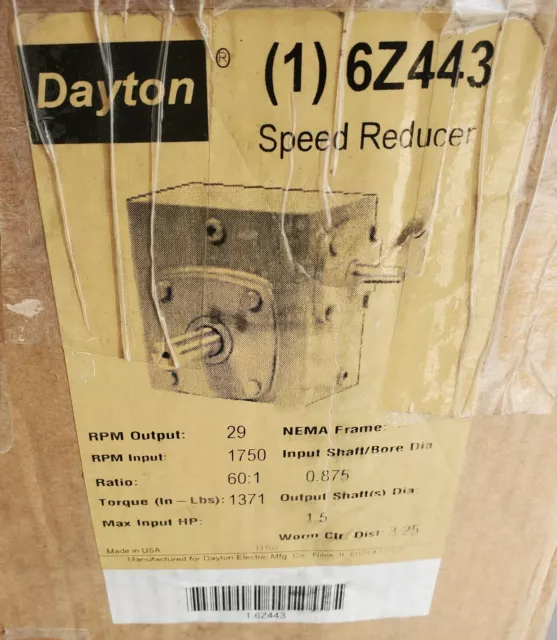 Dayton ®
(1) 6Z443
Speed Reducer
RPM Output: 29
RPM Input: 1750
Ratio: 60:1
Torque (In-Lbs): 1371
Max Input HP:
NEMA Frame:
Input Shaft/Bore Dia
0.875
Output Shaft(s) Dia:
1.5
Worm Ctr/Dist: 3.25
Made in USA
Manufactured for Dayton Electric Mfg. Co. Niles, IL
1 6Z443